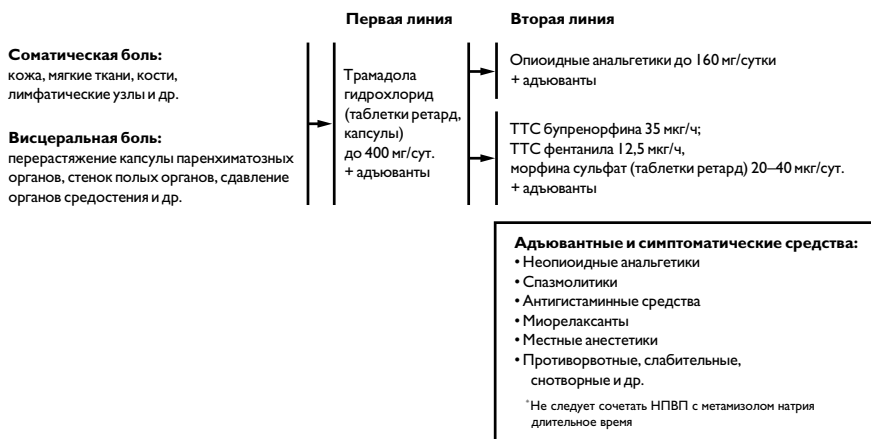 Первая линия
Вторая линия
Соматическая боль:
кожа, мягкие ткани, кости,
лимфатические узлы и др.
Висцеральная боль:
перерастяжение капсулы паренхиматозных
органов, стенок полых органов, сдавление
органов средостения и др.
Трамадола
гидрохлорид
(таблетки ретард,
капсулы)
до 400 мг/сут.
+ адъюванты
Опиоидные анальгетики до 160 мг/сутки
+ адъюванты
ТТС бупренорфина 35 мкг/ч;
ТТС фентанила 12,5 мкг/ч,
морфина сульфат (таблетки ретард) 20–40 мкг/сут.
+ адъюванты
Адъювантные и симптоматические средства:
• Неопиоидные анальгетики
• Спазмолитики
• Антигистаминные средства
• Миорелаксанты
• Местные анестетики
• Противорвотные, слабительные,
снотворные и др.
*Не следует сочетать НПВП с метамизолом натрия
длительное время